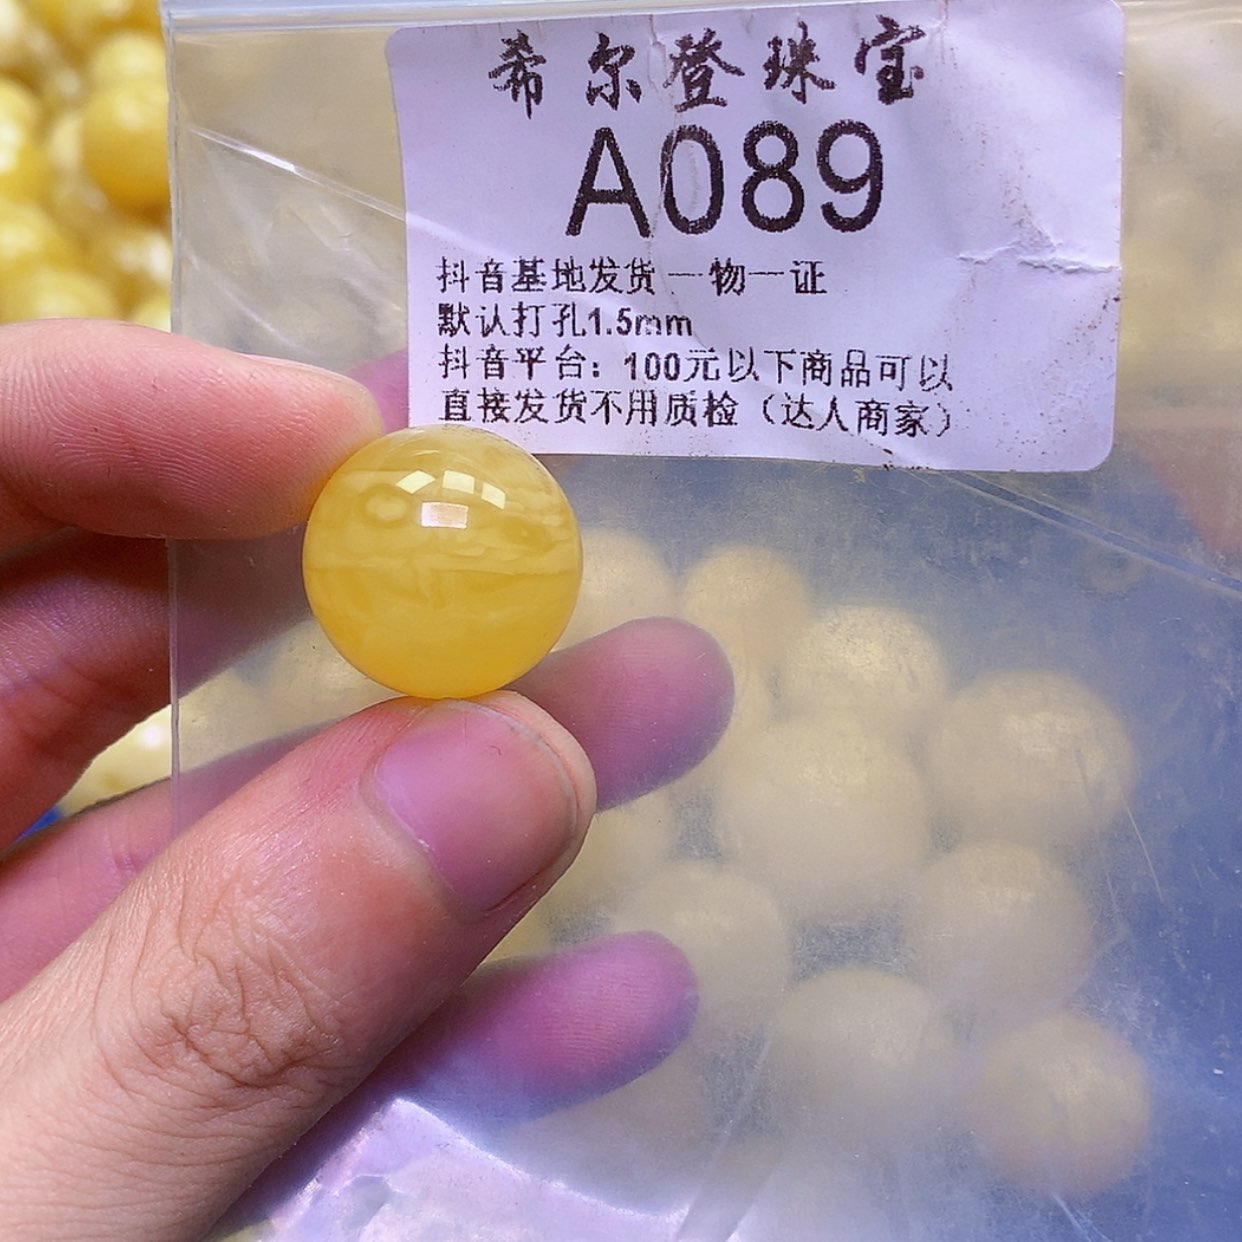 希尔登珠宝
A089
抖音基地发货 一物一证
默认打孔1.5mm
抖音平台：100元以下商品可以
直接发货不用质检（达人商家）